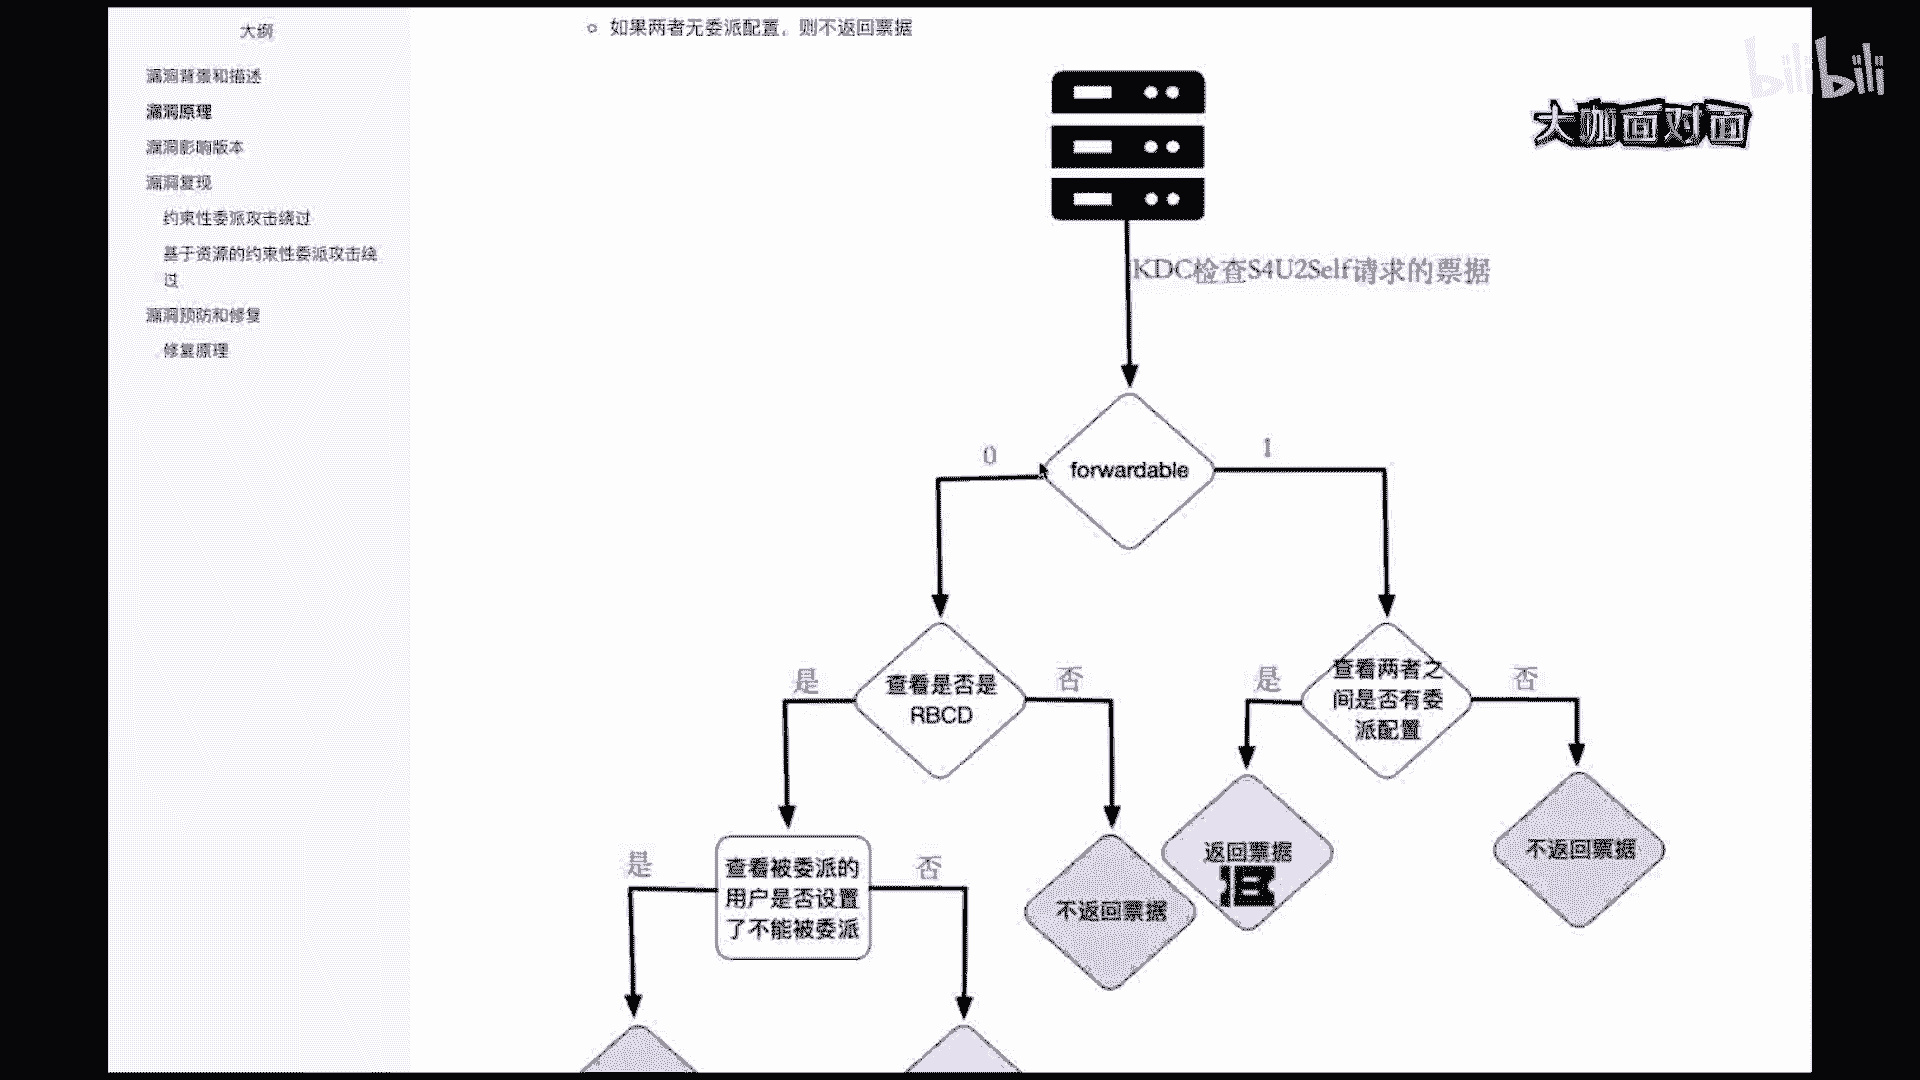 大纲
漏洞背景和描述
漏洞原理
漏洞影响版本
漏洞复现
约束性委派攻击绕过
基于资源的约束性委派攻击绕
过
漏洞预防和修复
修复原理
如果两者无委派配置，则不返回票据
bilibili
大咖面对面
KDC检查S4U2Self请求的票据
0
forwardable
1
是
查看是否是
RBCD
否
是
查看两者之
间是否有委
派配置
否
是
查看被委派的
用户是否设置
了不能被委派
否
不返回票据
返回票据
不返回票据